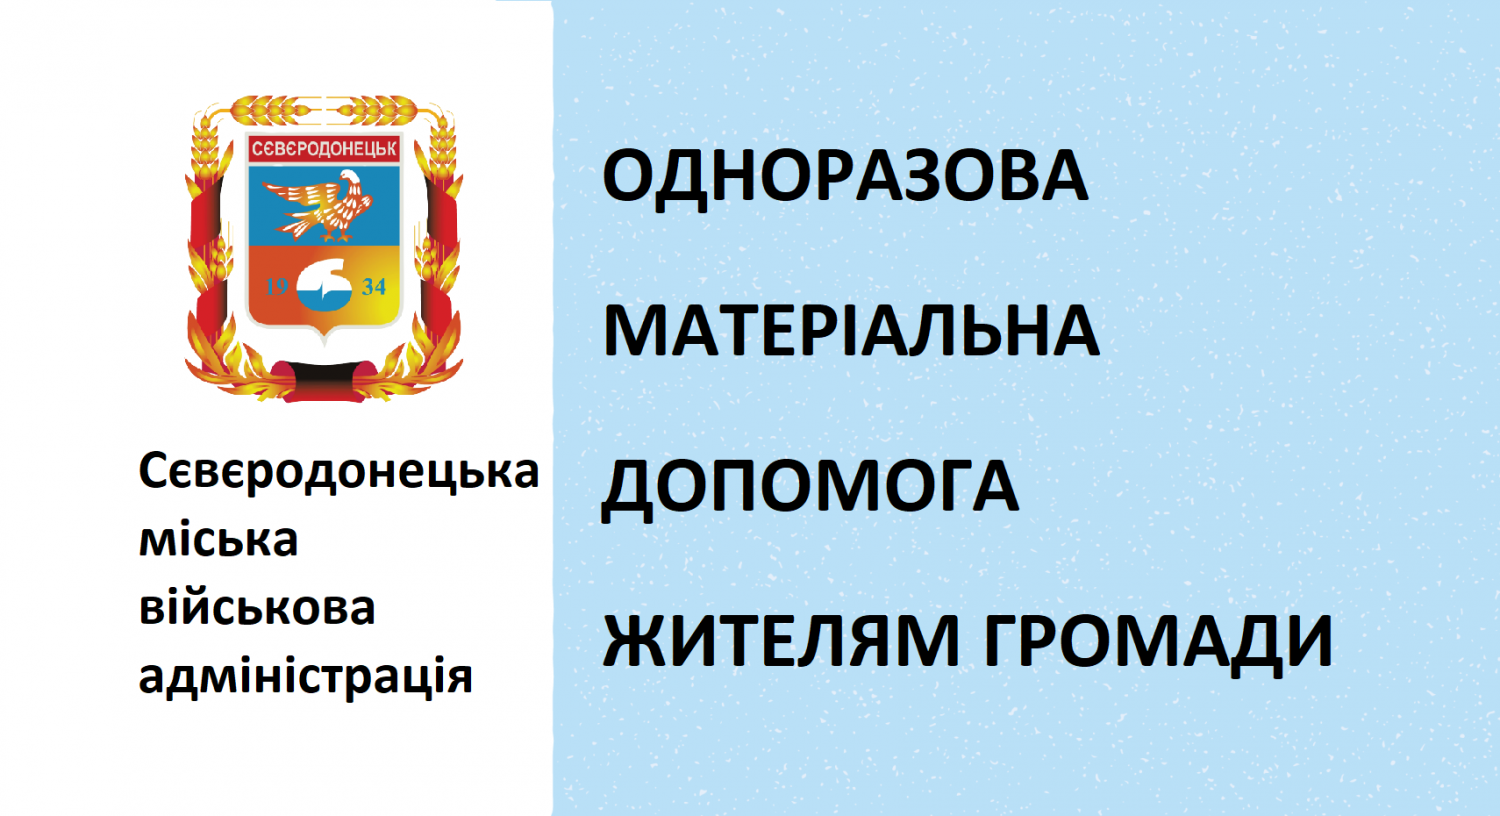 СЄВЄРОДОНЕЦЬК
19 34
Сєвєродонецька
міська
військова
адміністрація
ОДНОРАЗОВА
МАТЕРІАЛЬНА
ДОПОМОГА
ЖИТЕЛЯМ ГРОМАДИ